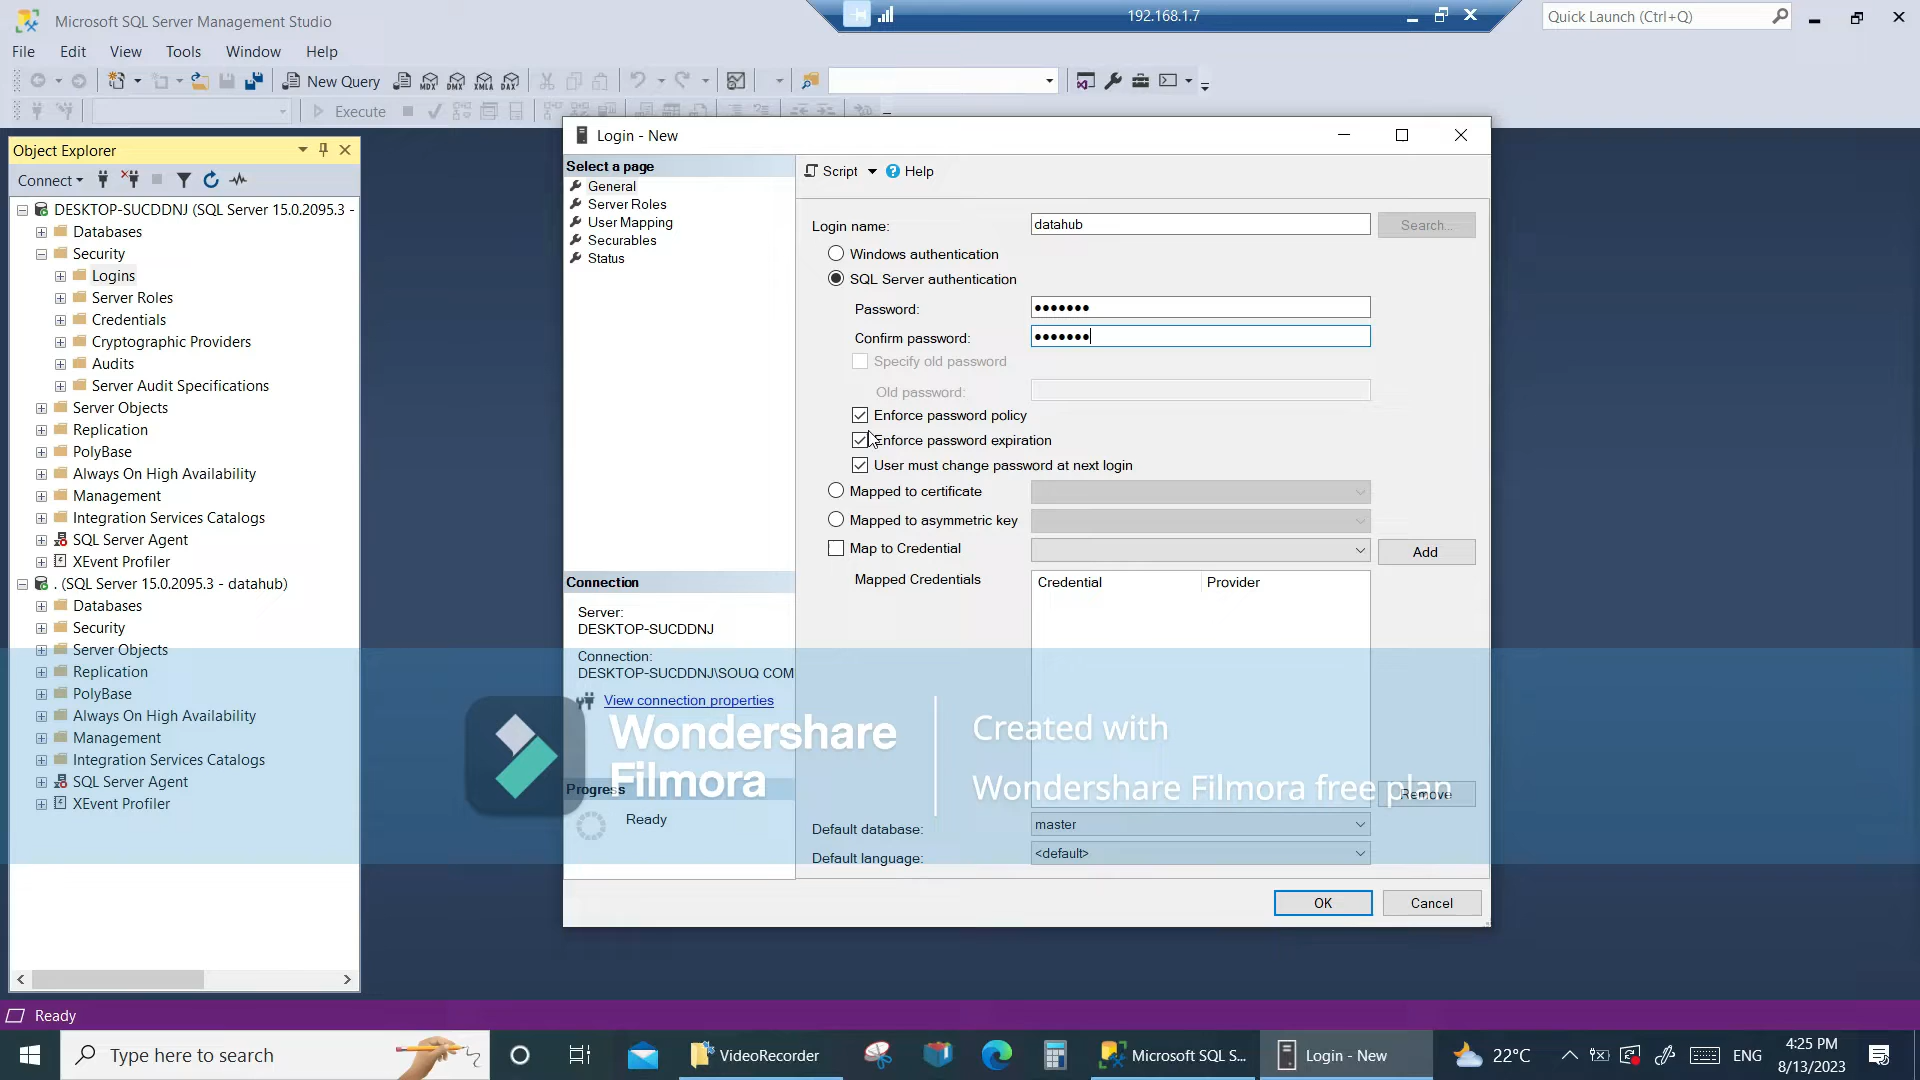 Microsoft SQL Server Management Studio
192.168.1.7
Quick Launch (Ctrl+Q)
File Edit View Tools Window Help
New Query
MDX DMX XMLA DAX
Execute
Object Explorer
Connect
DESKTOP-SUCDDNJ (SQL Server 15.0.2095.3 -
Databases
Security
Logins
Server Roles
Credentials
Cryptographic Providers
Audits
Server Audit Specifications
Server Objects
Replication
PolyBase
Always On High Availability
Management
Integration Services Catalogs
SQL Server Agent
XEvent Profiler
. (SQL Server 15.0.2095.3 - datahub)
Databases
Security
Server Objects
Replication
PolyBase
Always On High Availability
Management
Integration Services Catalogs
SQL Server Agent
XEvent Profiler
Login - New
Select a page
General
Server Roles
User Mapping
Securables
Status
Connection
Server:
DESKTOP-SUCDDNJ
Connection:
DESKTOP-SUCDDNJ\SOUQ COM
View connection properties
Progress
Ready
Script Help
Login name: datahub Search...
Windows authentication
SQL Server authentication
Password: •••••••
Confirm password: •••••••
Specify old password
Old password:
Enforce password policy
Enforce password expiration
User must change password at next login
Mapped to certificate
Mapped to asymmetric key
Map to Credential Add
Mapped Credentials Credential Provider
Remove
Default database: master
Default language: <default>
OK Cancel
Wondershare
Filmora
Created with
Wondershare Filmora free plan
Ready
Type here to search
VideoRecorder
Microsoft SQL S...
Login - New
22°C
ENG
4:25 PM
8/13/2023